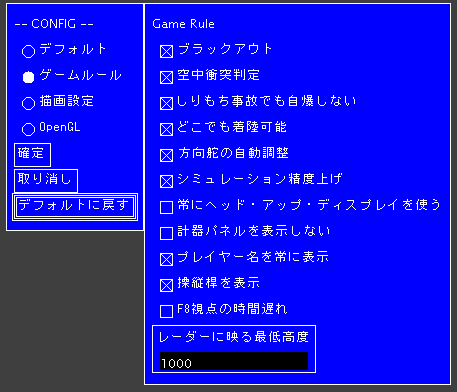 -- CONFIG --
デフォルト
ゲームルール
描画設定
OpenGL
確定
取り消し
デフォルトに戻す
Game Rule
ブラックアウト
空中衝突判定
しりもち事故でも自爆しない
どこでも着陸可能
方向舵の自動調整
シミュレーション精度上げ
常にヘッド・アップ・ディスプレイを使う
計器パネルを表示しない
プレイヤー名を常に表示
操縦桿を表示
F8視点の時間遅れ
レーダーに映る最低高度
1000